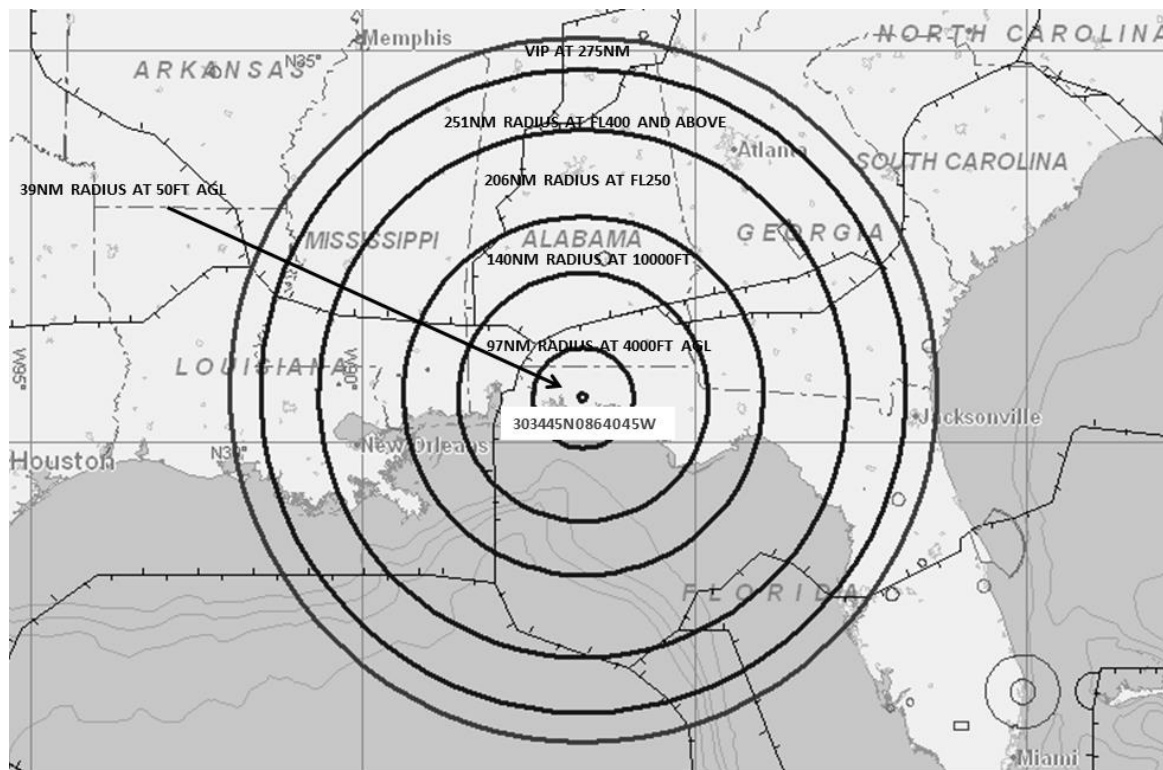 Memphis
NORTH CAROLINA
VIP AT 275NM
ARKANSAS
N35°
251NM RADIUS AT FL400 AND ABOVE
Atlanta
SOUTH CAROLINA
206NM RADIUS AT FL250
39NM RADIUS AT 50FT AGL
MISSISSIPPI
ALABAMA
GEORGIA
140NM RADIUS AT 10000FT
97NM RADIUS AT 4000FT AGL
LOUISIANA
W95°
W90°
303445N0864045W
Jacksonville
New Orleans
N30°
Houston
FLORIDA
Miami